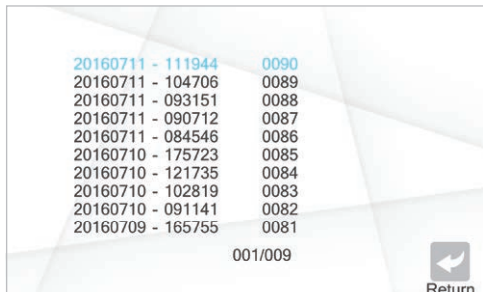 20160711 - 111944 0090
20160711 - 104706 0089
20160711 - 093151 0088
20160711 - 090712 0087
20160711 - 084546 0086
20160710 - 175723 0085
20160710 - 121735 0084
20160710 - 102819 0083
20160710 - 091141 0082
20160709 - 165755 0081
001/009
Return